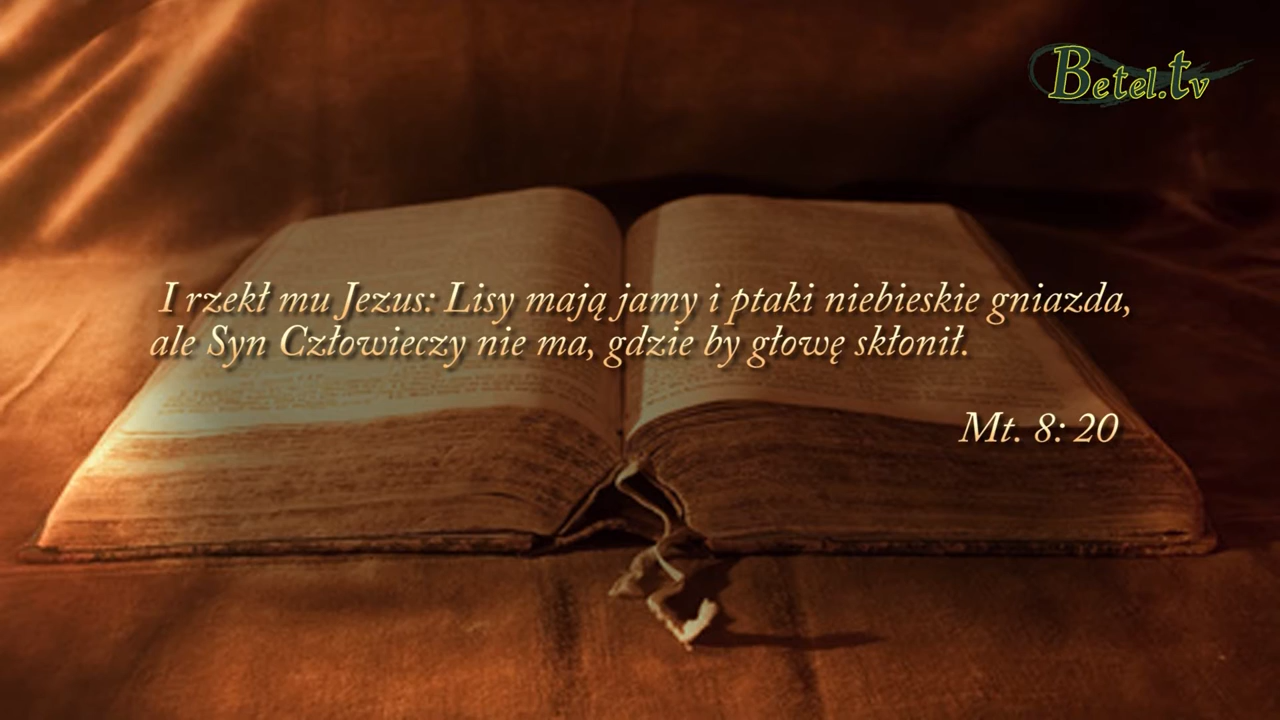 Betel.tv
I rzekł mu Jezus: Lisy mają jamy i ptaki niebieskie gniazda,
ale Syn Człowieczy nie ma, gdzie by głowę skłonił.
Mt. 8: 20